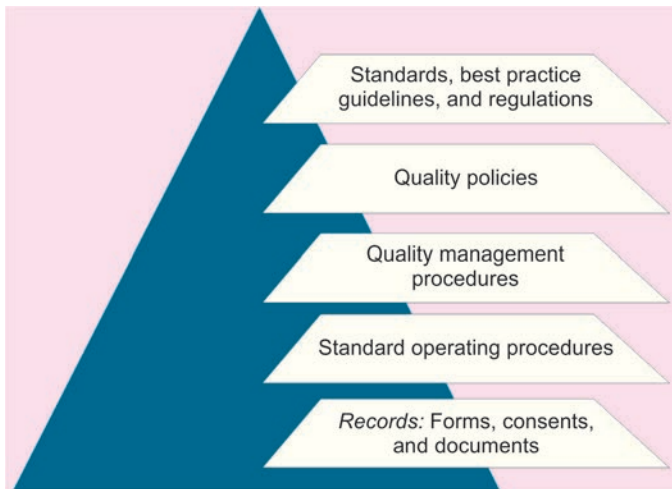 Standards, best practice
guidelines, and regulations
Quality policies
Quality management
procedures
Standard operating procedures
Records: Forms, consents,
and documents